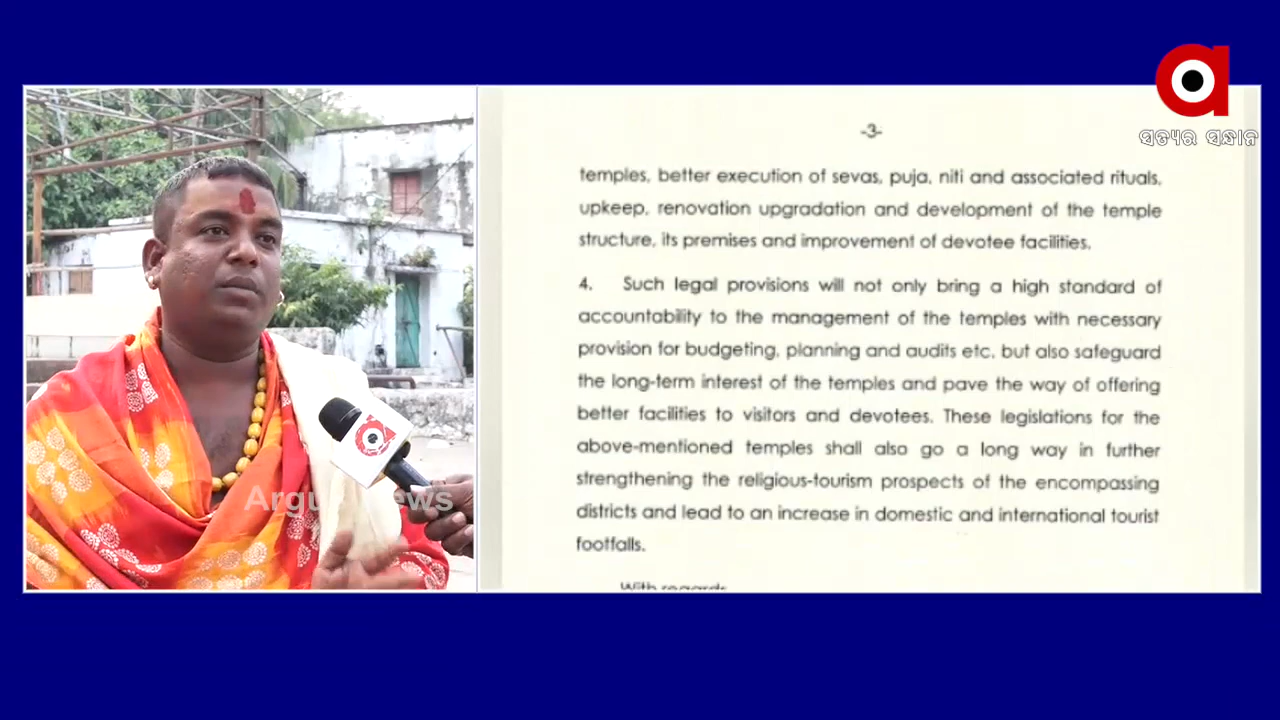 ସତ୍ୟର ସନ୍ଧାନ
-3-
temples, better execution of sevas, puja, niti and associated rituals,
upkeep, renovation upgradation and development of the temple
structure, its premises and improvement of devotee facilities.
4. Such legal provisions will not only bring a high standard of
accountability to the management of the temples with necessary
provision for budgeting, planning and audits etc. but also safeguard
the long-term interest of the temples and pave the way of offering
better facilities to visitors and devotees. These legislations for the
above-mentioned temples shall also go a long way in further
strengthening the religious-tourism prospects of the encompassing
districts and lead to an increase in domestic and international tourist
footfalls.
With regards
Argus News